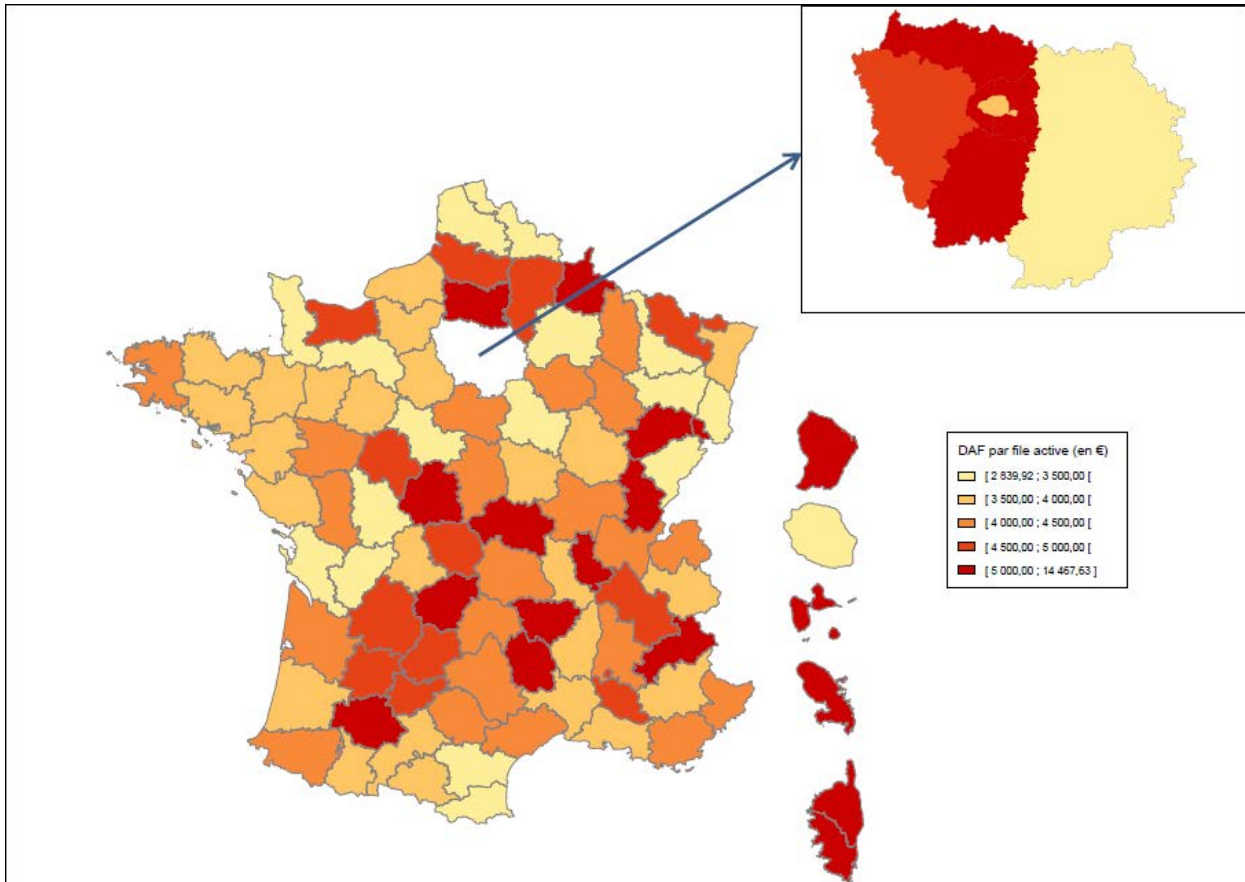 DAF par file active (en €)
[ 2 839,92 ; 3 500,00 [
[ 3 500,00 ; 4 000,00 [
[ 4 000,00 ; 4 500,00 [
[ 4 500,00 ; 5 000,00 [
[ 5 000,00 ; 14 467,63 ]